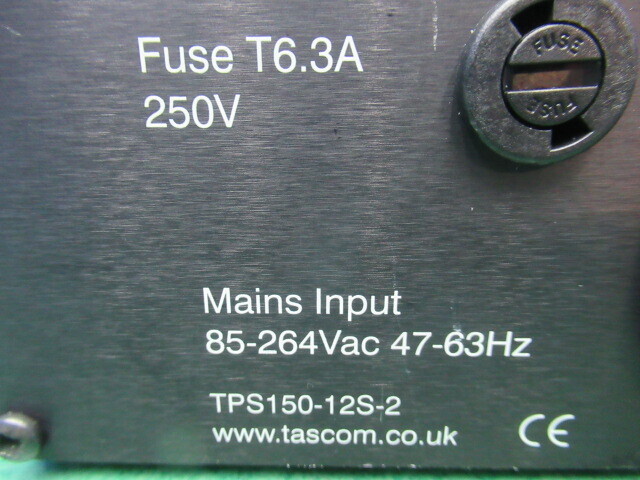 Fuse T6.3A
250V
FUSE
FUSE
Mains Input
85-264Vac 47-63Hz
TPS150-12S-2
www.tascom.co.uk
CE